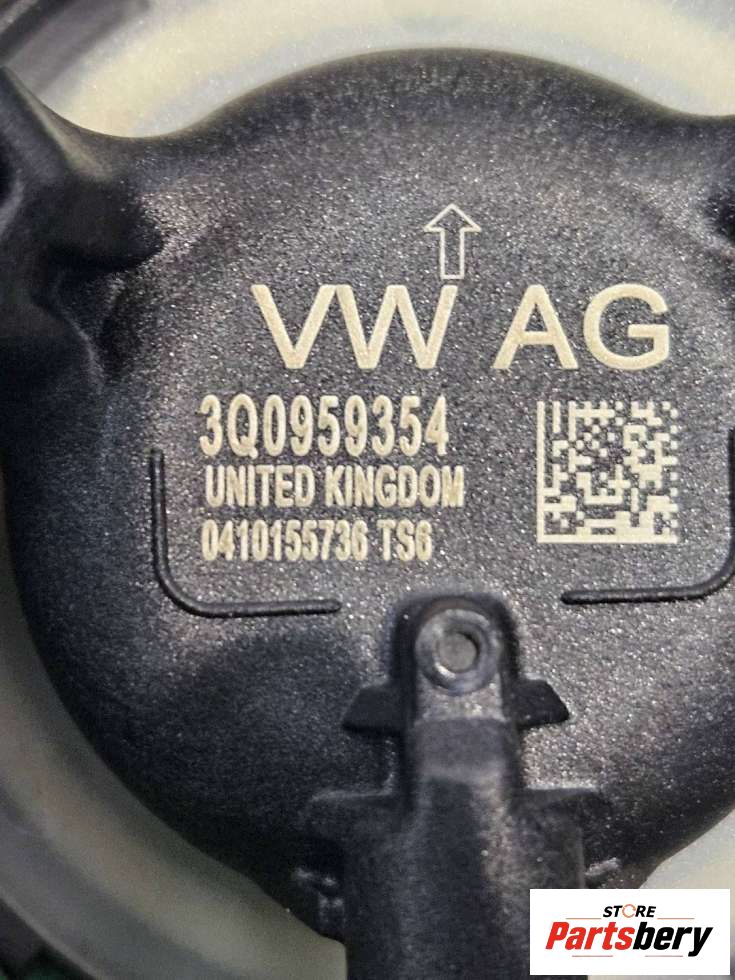 VW AG
3Q0959354
UNITED KINGDOM
0410155736 TS6
STORE
Partsbery